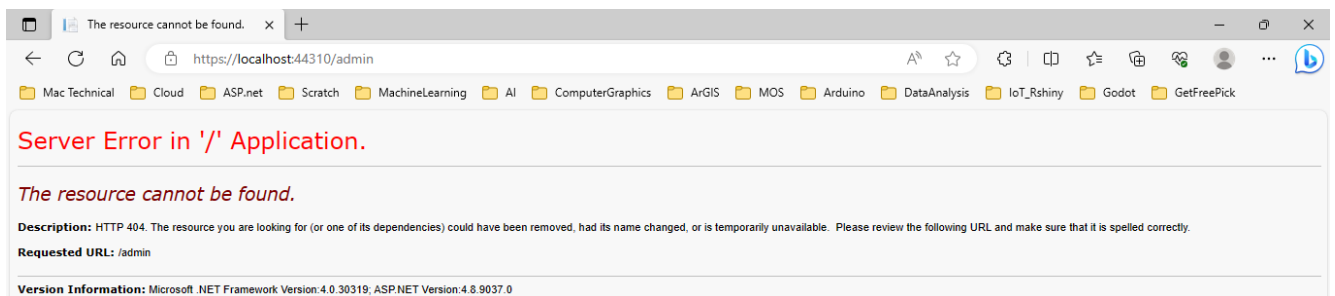 The resource cannot be found.
https://localhost:44310/admin
Mac Technical Cloud ASP.net Scratch MachineLearning AI ComputerGraphics ArGIS MOS Arduino DataAnalysis IoT_Rshiny Godot GetFreePick
Server Error in '/' Application.
The resource cannot be found.
Description: HTTP 404. The resource you are looking for (or one of its dependencies) could have been removed, had its name changed, or is temporarily unavailable. Please review the following URL and make sure that it is spelled correctly.
Requested URL: /admin
Version Information: Microsoft .NET Framework Version:4.0.30319; ASP.NET Version:4.8.9037.0